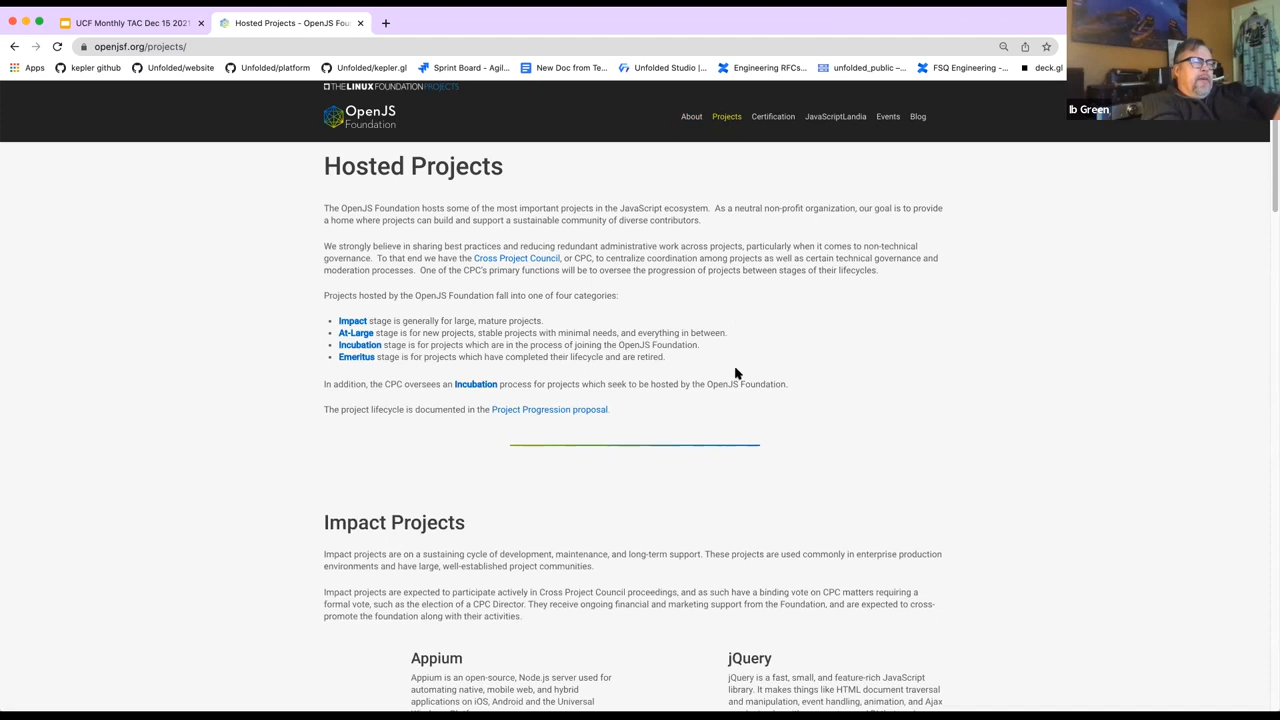 UCF Monthly TAC Dec 15 2021
Hosted Projects - OpenJS Fou
openjsf.org/projects/
Apps
kepler github
Unfolded/website
Unfolded/platform
Unfolded/kepler.gl
Sprint Board - Agil...
New Doc from Te...
Unfolded Studio |...
Engineering RFCs...
unfolded_public –...
FSQ Engineering -...
deck.gl
Ib Green
THE LINUX FOUNDATION PROJECTS
OpenJS
Foundation
About
Projects
Certification
JavaScriptLandia
Events
Blog
Hosted Projects
The OpenJS Foundation hosts some of the most important projects in the JavaScript ecosystem. As a neutral non-profit organization, our goal is to provide
a home where projects can build and support a sustainable community of diverse contributors.
We strongly believe in sharing best practices and reducing redundant administrative work across projects, particularly when it comes to non-technical
governance. To that end we have the Cross Project Council, or CPC, to centralize coordination among projects as well as certain technical governance and
moderation processes. One of the CPC's primary functions will be to oversee the progression of projects between stages of their lifecycles.
Projects hosted by the OpenJS Foundation fall into one of four categories:
• Impact stage is generally for large, mature projects.
• At-Large stage is for new projects, stable projects with minimal needs, and everything in between.
• Incubation stage is for projects which are in the process of joining the OpenJS Foundation.
• Emeritus stage is for projects which have completed their lifecycle and are retired.
In addition, the CPC oversees an Incubation process for projects which seek to be hosted by the OpenJS Foundation.
The project lifecycle is documented in the Project Progression proposal.
Impact Projects
Impact projects are on a sustaining cycle of development, maintenance, and long-term support. These projects are used commonly in enterprise production
environments and have large, well-established project communities.
Impact projects are expected to participate actively in Cross Project Council proceedings, and as such have a binding vote on CPC matters requiring a
formal vote, such as the election of a CPC Director. They receive ongoing financial and marketing support from the Foundation, and are expected to cross-
promote the foundation along with their activities.
Appium
Appium is an open-source, Node.js server used for
automating native, mobile web, and hybrid
applications on iOS, Android and the Universal
jQuery
jQuery is a fast, small, and feature-rich JavaScript
library. It makes things like HTML document traversal
and manipulation, event handling, animation, and Ajax